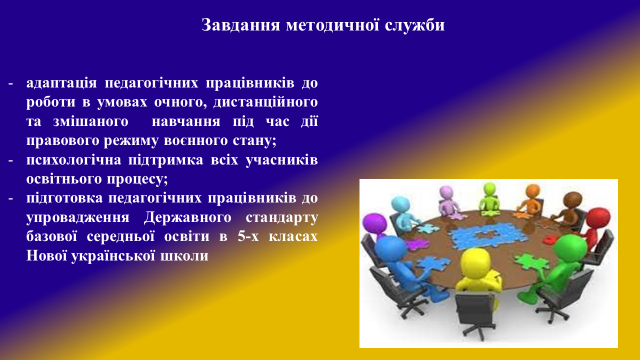 Завдання методичної служби
- адаптація педагогічних працівників до
роботи в умовах очного, дистанційного
та змішаного навчання під час дії
правового режиму воєнного стану;
- психологічна підтримка всіх учасників
освітнього процесу;
- підготовка педагогічних працівників до
упровадження Державного стандарту
базової середньої освіти в 5-х класах
Нової української школи